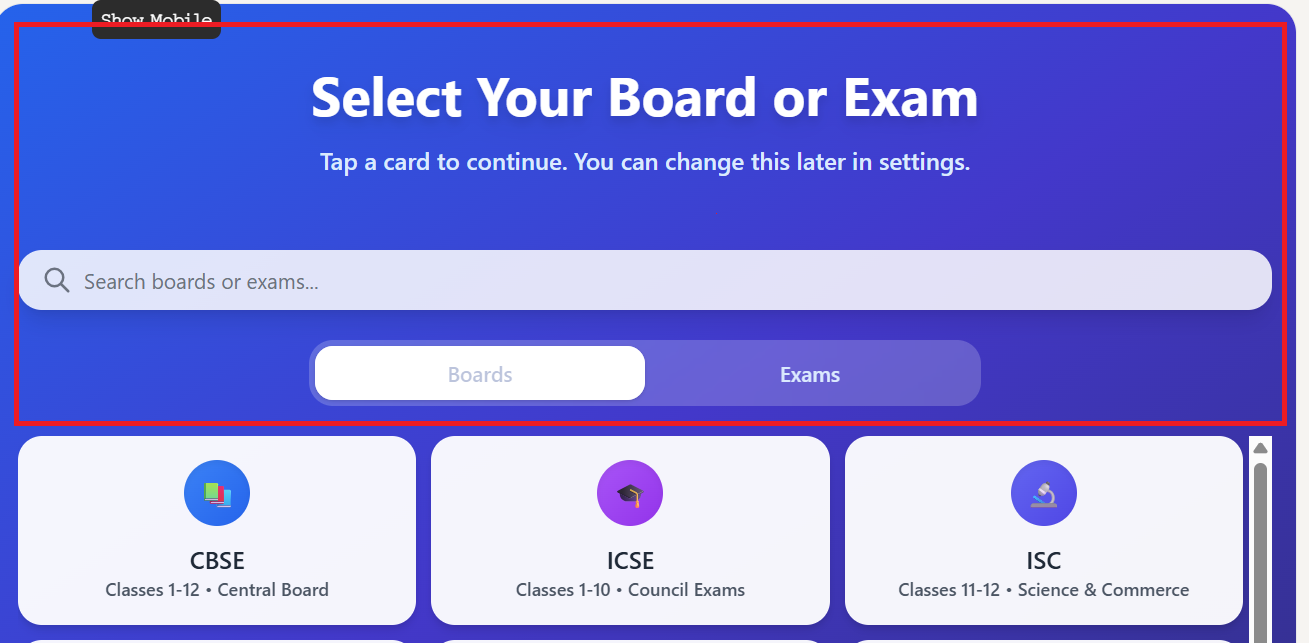 Show Mobile
Select Your Board or Exam
Tap a card to continue. You can change this later in settings.
Search boards or exams...
Boards
Exams
CBSE
Classes 1-12 • Central Board
ICSE
Classes 1-10 • Council Exams
ISC
Classes 11-12 • Science & Commerce